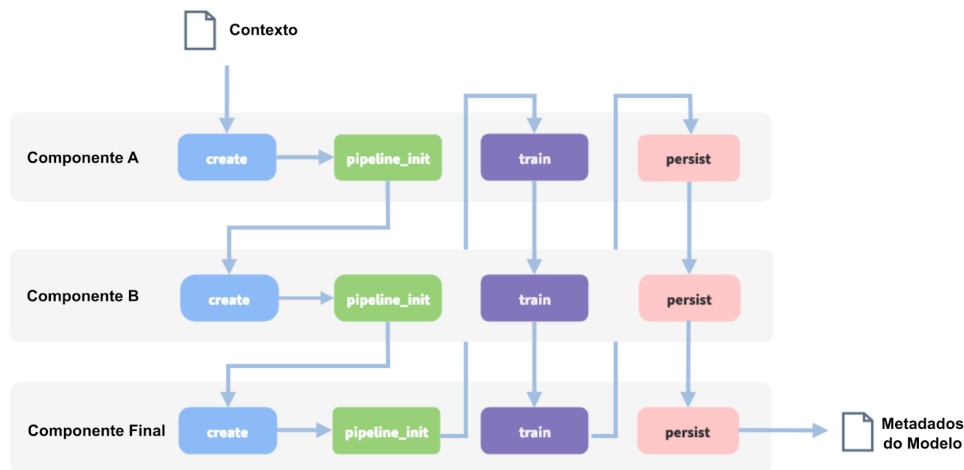 Contexto
Componente A
create
pipeline_init
train
persist
Componente B
create
pipeline_init
train
persist
Componente Final
create
pipeline_init
train
persist
Metadados
do Modelo